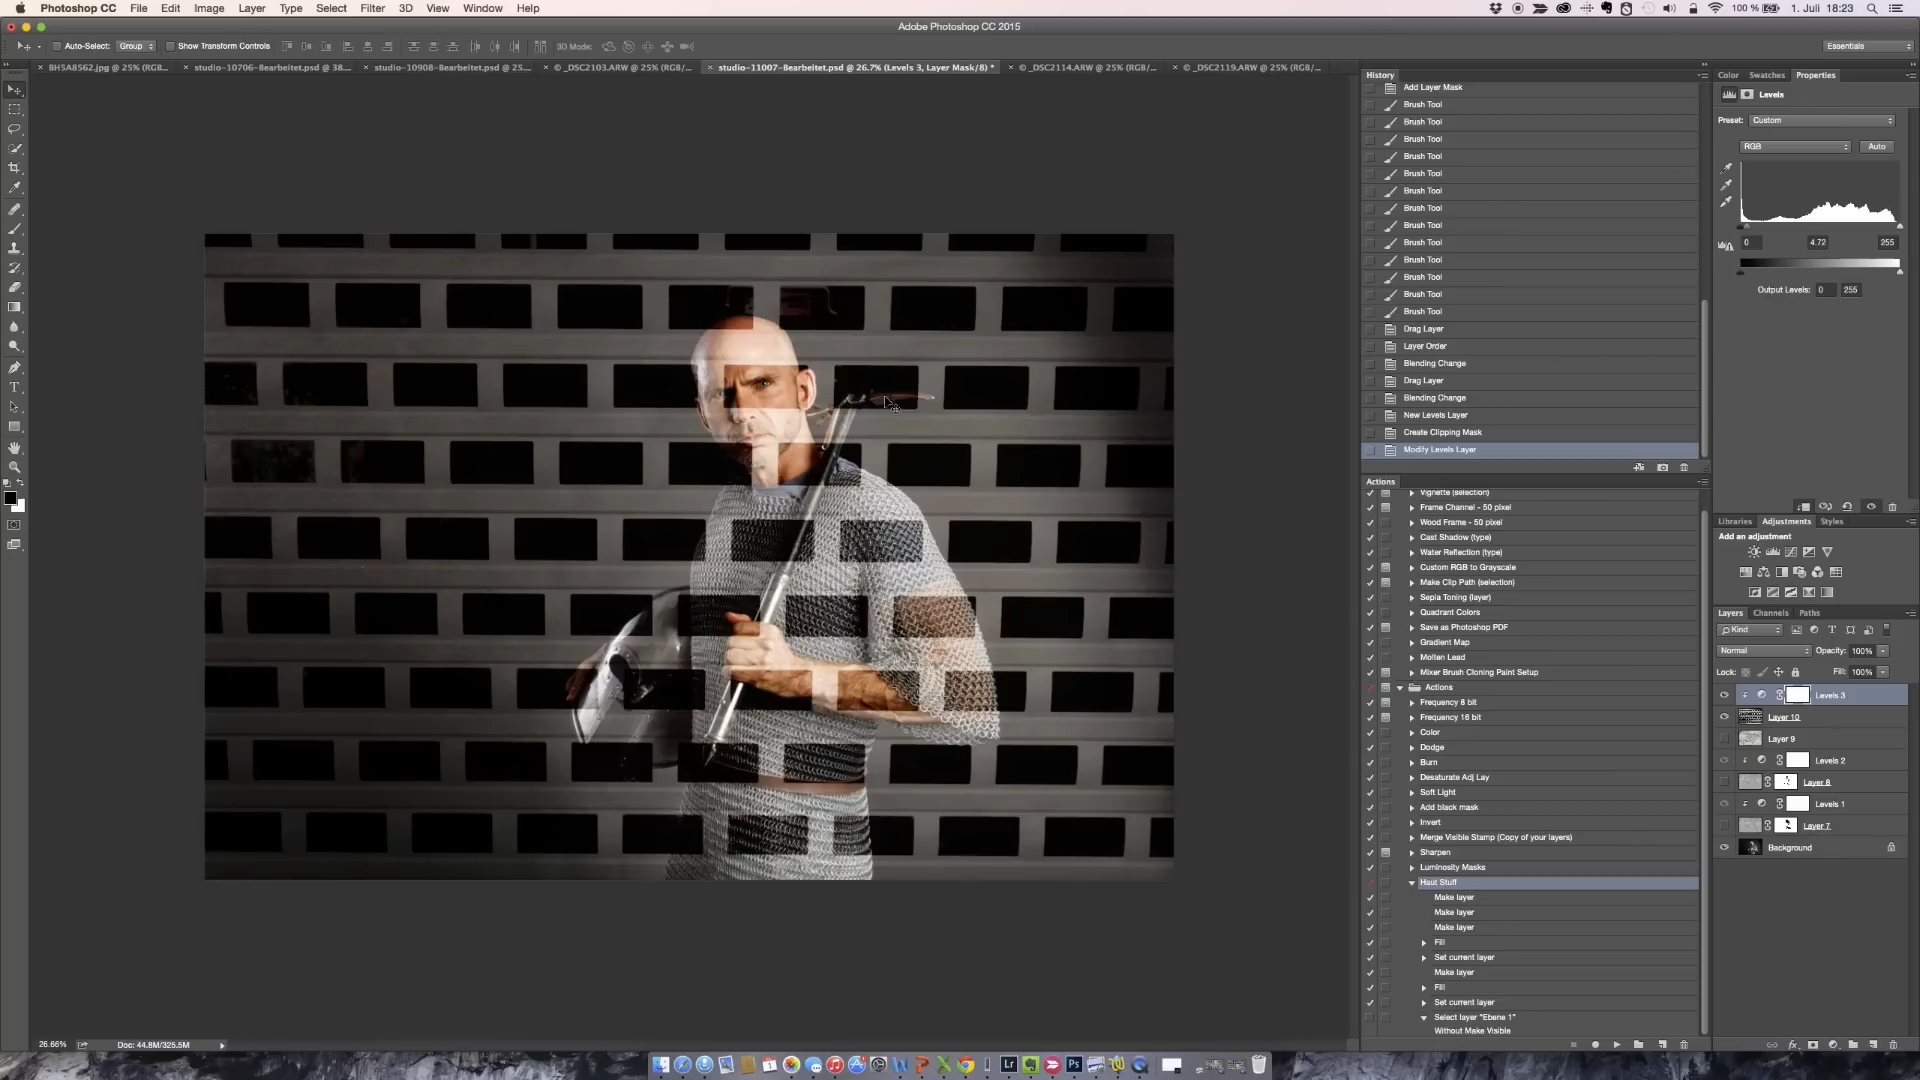 Photoshop CC File Edit Image Layer Type Select Filter 3D View Window Help
100 % 1. Juli 18:23
Adobe Photoshop CC 2015
Auto-Select: Group Show Transform Controls 3D Mode: Essentials
× BH5A8562.jpg @ 25% (RGB... × studio-10706-Bearbeitet.psd @ 38.... × studio-10908-Bearbeitet.psd @ 25.... × © _DSC2103.ARW @ 25% (RGB/... × studio-11007-Bearbeitet.psd @ 26.7% (Levels 3, Layer Mask/8) * × © _DSC2114.ARW @ 25% (RGB/... × © _DSC2119.ARW @ 25% (RGB/...
History
Add Layer Mask
Brush Tool
Brush Tool
Brush Tool
Brush Tool
Brush Tool
Brush Tool
Brush Tool
Brush Tool
Brush Tool
Brush Tool
Brush Tool
Brush Tool
Brush Tool
Drag Layer
Layer Order
Blending Change
Blending Change
Drag Layer
New Levels Layer
Create Clipping Mask
Modify Levels Layer
Actions
Vignette (selection)
Frame Channel - 50 pixel
Wood Frame - 50 pixel
Cast Shadow (type)
Water Reflection (type)
Custom RGB to Grayscale
Make Clip Path (selection)
Sepia Toning (layer)
Quadrant Colors
Save as Photoshop PDF
Gradient Map
Molten Lead
Mixer Brush Cloning Paint Setup
Actions
Frequency 8 bit
Frequency 16 bit
Color
Dodge
Burn
Desaturate Adj Lay
Soft Light
Add black mask
Invert
Merge Visible Stamp (Copy of your layers)
Sharpen
Luminosity Masks
Haut Stuff
Make layer
Make layer
Make layer
Fill
Set current layer
Make layer
Fill
Set current layer
Select layer "Ebene 1"
Without Make Visible
Color Swatches Properties
Levels
Preset: Custom
RGB Auto
0 4.72 255
Output Levels: 0 255
Libraries Adjustments Styles
Add an adjustment
Layers Channels Paths
Kind
Normal Opacity: 100%
Lock: Fill: 100%
Levels 3
Layer 10
Layer 9
Levels 2
Layer 6
Levels 1
Layer 7
Background
26.66% Doc: 44.8M/325.5M
Lr
Ps